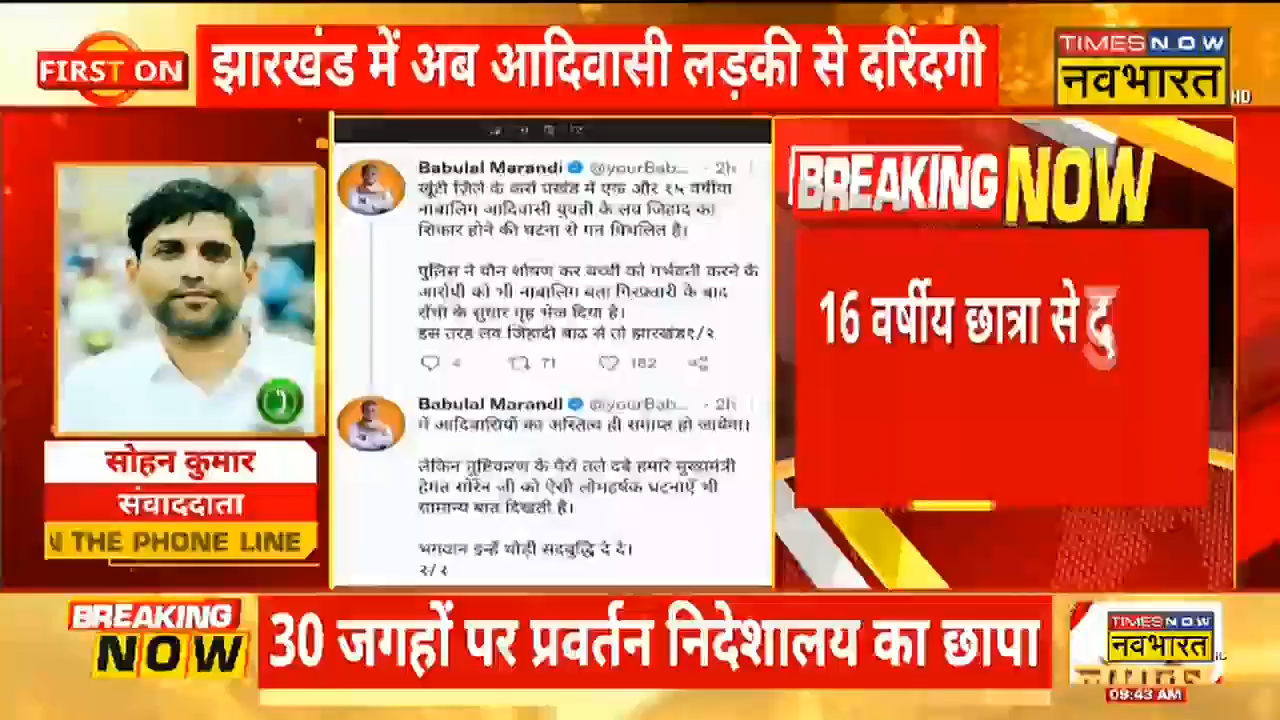 FIRST ON
झारखंड में अब आदिवासी लड़की से दरिंदगी
TIMES NOW
नवभारत
HD
सोहन कुमार
संवाददाता
N THE PHONE LINE
Babulal Marandi @yourBab... · 2h
खूंटी ज़िले के कर्रा प्रखंड में एक और १५ वर्षीया
नाबालिग आदिवासी युवती के लव जिहाद का
शिकार होने की घटना से मन विचलित है।
पुलिस ने यौन शोषण कर बच्ची को गर्भवती करने के
आरोपी को भी नाबालिग बता गिरफ़्तारी के बाद
राँची के सुधार गृह भेज दिया है।
इस तरह लव जिहादी बाढ़ से तो झारखंड१/२
4 71 182
Babulal Marandi @yourBab... · 2h
में आदिवासियों का अस्तित्व ही समाप्त हो जायेगा।
लेकिन तुष्टिकरण के पैरों तले दबे हमारे मुख्यमंत्री
हेमंत सोरेन जी को ऐसी लोमहर्षक घटनाएँ भी
सामान्य बात दिखती है।
भगवान इन्हें थोड़ी सदबुद्धि दे दें।
२/२
BREAKING NOW
16 वर्षीय छात्रा से दु
BREAKING
NOW
30 जगहों पर प्रवर्तन निदेशालय का छापा
TIMES NOW
नवभारत
09:43 AM